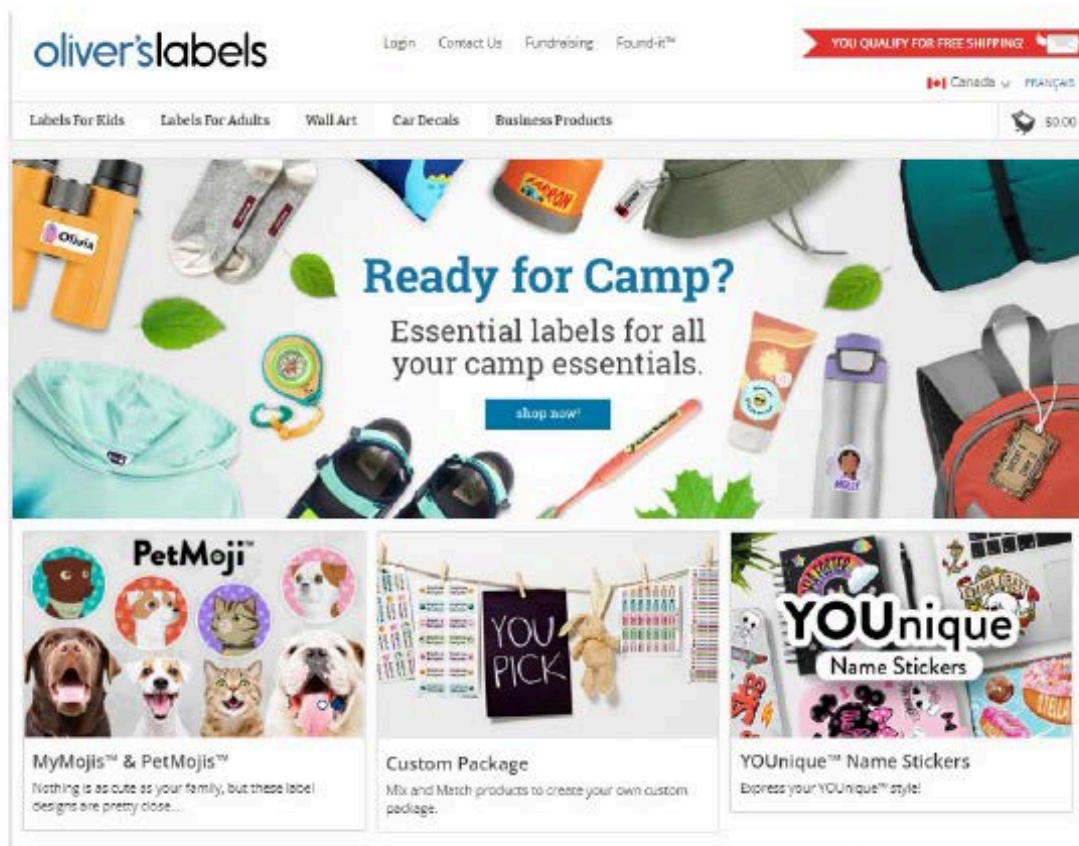 oliver'slabels
Login Contact Us Fundraising Found-it™
YOU QUALIFY FOR FREE SHIPPING!
Canada FRANÇAIS
Labels For Kids Labels For Adults Wall Art Car Decals Business Products
$0.00
Olivia
CAMRON
Ready for Camp?
Essential labels for all
your camp essentials.
shop now!
MOLLY
PetMoji™
YOU
PICK
YOUnique
Name Stickers
STELLA
MyMojis™ & PetMojis™
Nothing is as cute as your family, but these label
designs are pretty close...
Custom Package
Mix and Match products to create your own custom
package.
YOUnique™ Name Stickers
Express your YOUnique™ style!